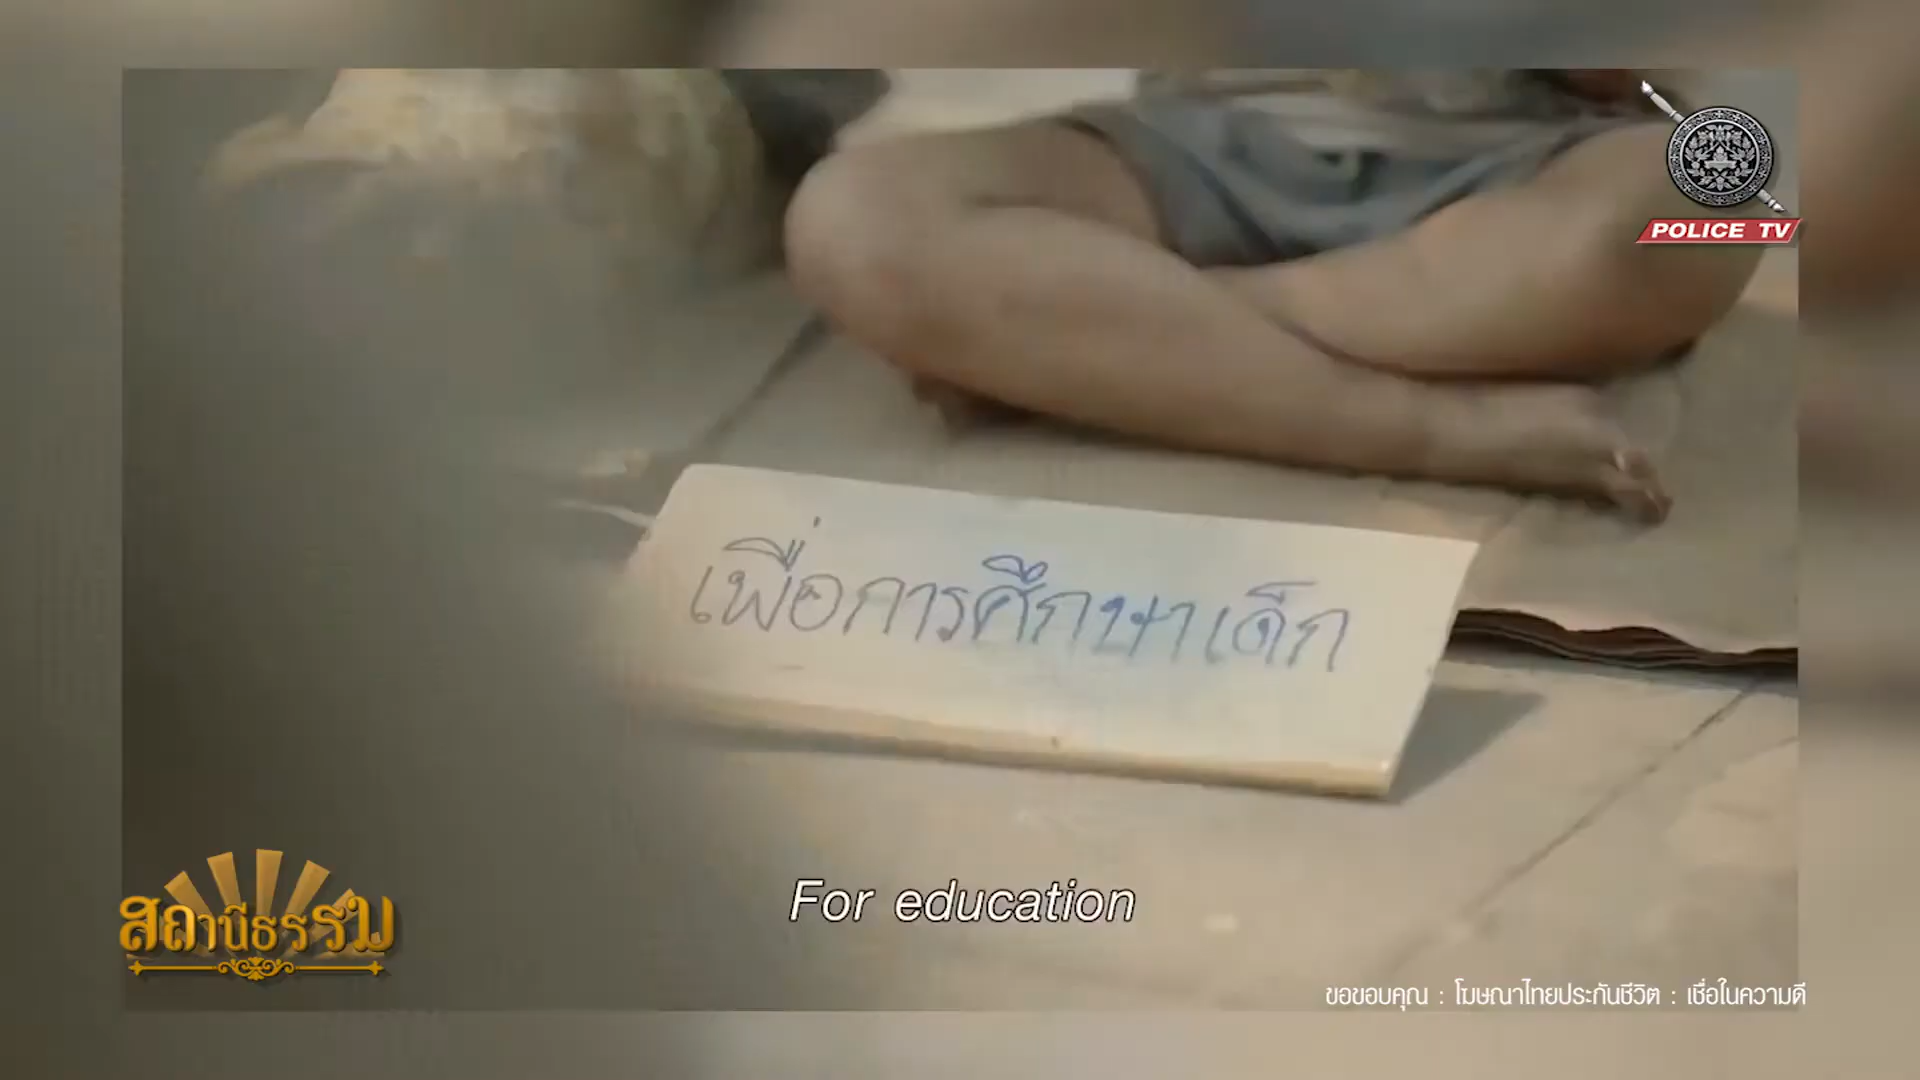 POLICE TV
เพื่อการศึกษาเด็ก
For education
สถานีธรรม
ขอขอบคุณ : โฆษณาไทยประกันชีวิต : เชื่อในความดี